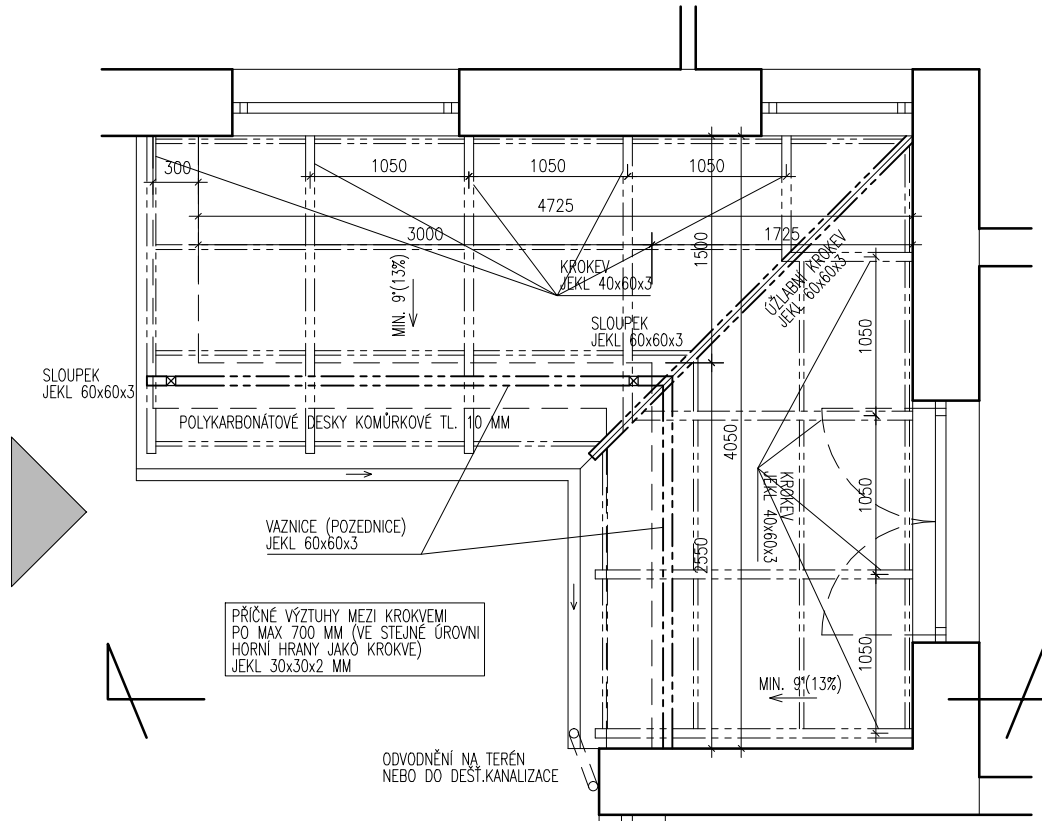 300
1050
1050
1050
4725
3000
1725
1500
KROKEV
JEKL 40x60x3
MIN. 9°(13%)
ÚŽLABNÍ KROKEV
JEKL 60x60x3
SLOUPEK
JEKL 60x60x3
1050
SLOUPEK
JEKL 60x60x3
POLYKARBONÁTOVÉ DESKY KOMŮRKOVÉ TL. 10 MM
4050
KROKEV
JEKL 40x60x3
1050
VAZNICE (POZEDNICE)
JEKL 60x60x3
2550
PŘÍČNÉ VÝZTUHY MEZI KROKVEMI
PO MAX 700 MM (VE STEJNÉ ÚROVNI
HORNÍ HRANY JAKO KROKVE)
JEKL 30x30x2 MM
1050
MIN. 9°(13%)
ODVODNĚNÍ NA TERÉN
NEBO DO DEŠŤ.KANALIZACE